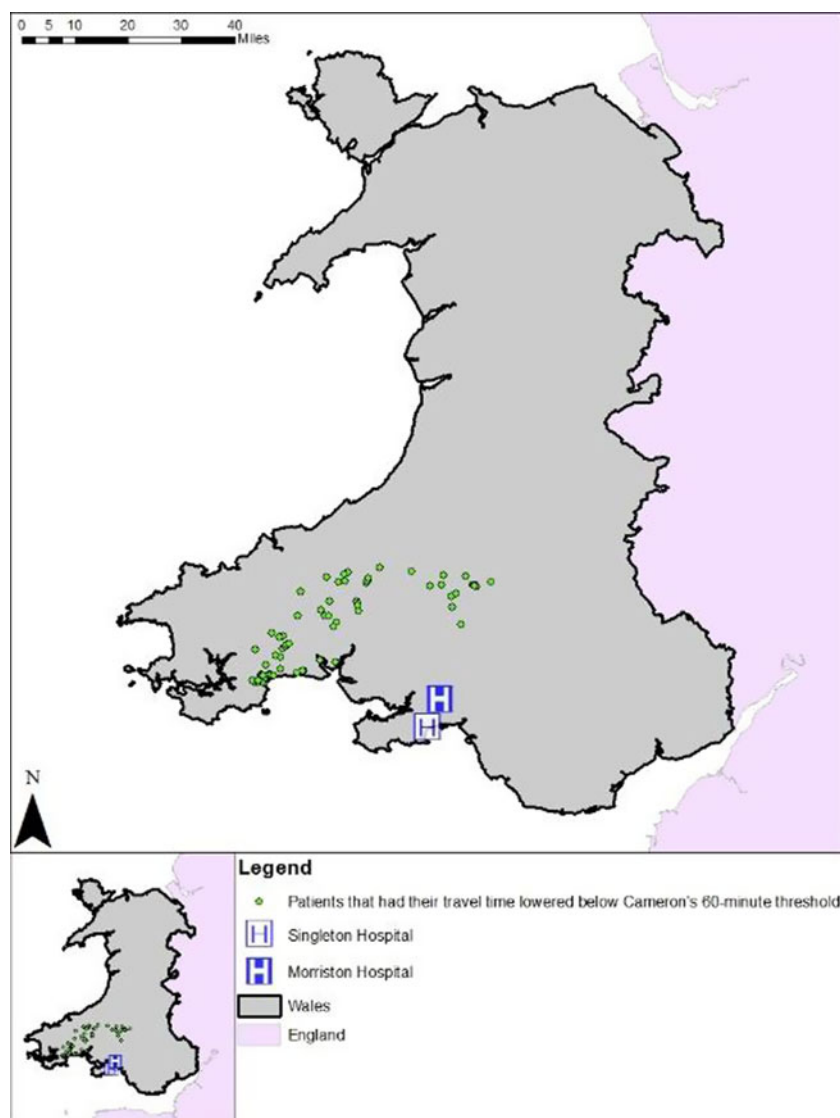 0 5 10 20 30 40
Miles
N
Legend
Patients that had their travel time lowered below Cameron's 60-minute threshold
H Singleton Hospital
H Morriston Hospital
Wales
England